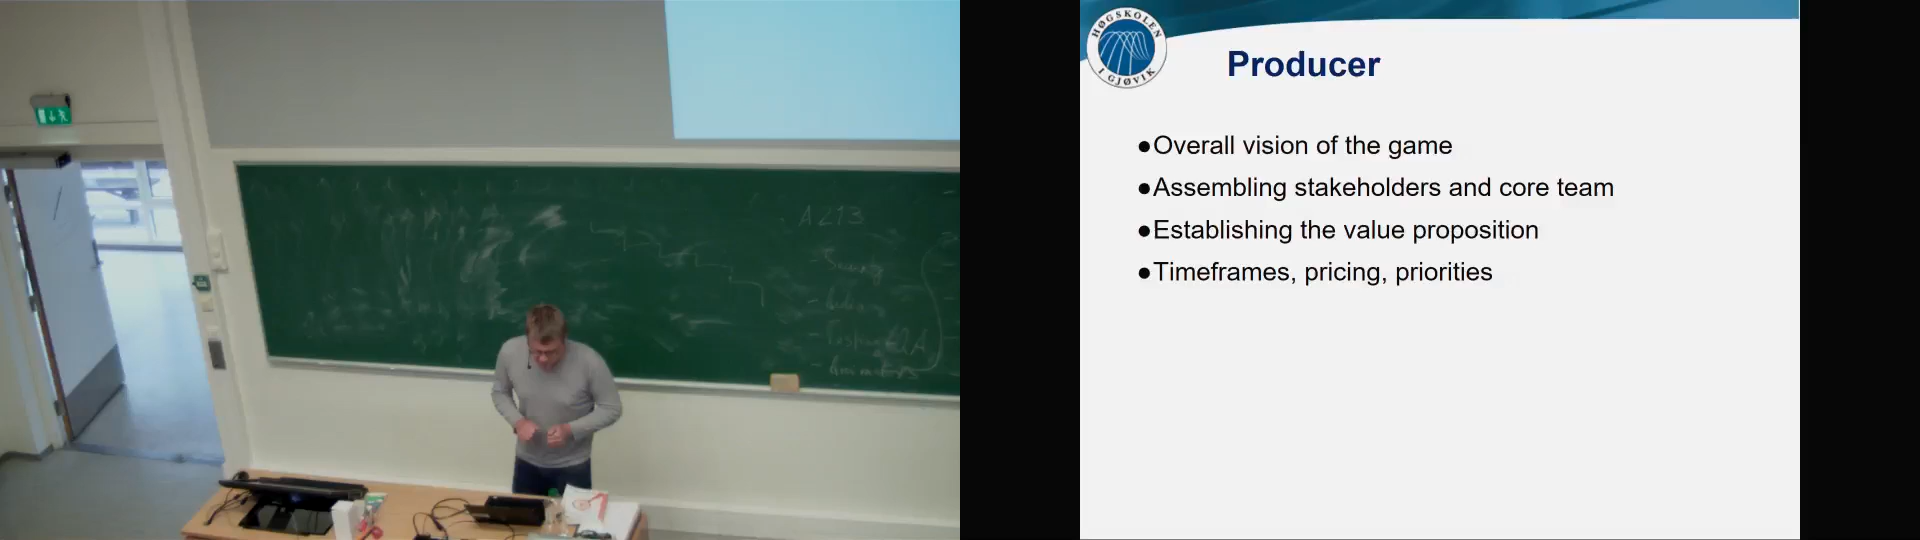 A213
HØGSKOLEN
I GJØVIK
Producer
●Overall vision of the game
●Assembling stakeholders and core team
●Establishing the value proposition
●Timeframes, pricing, priorities